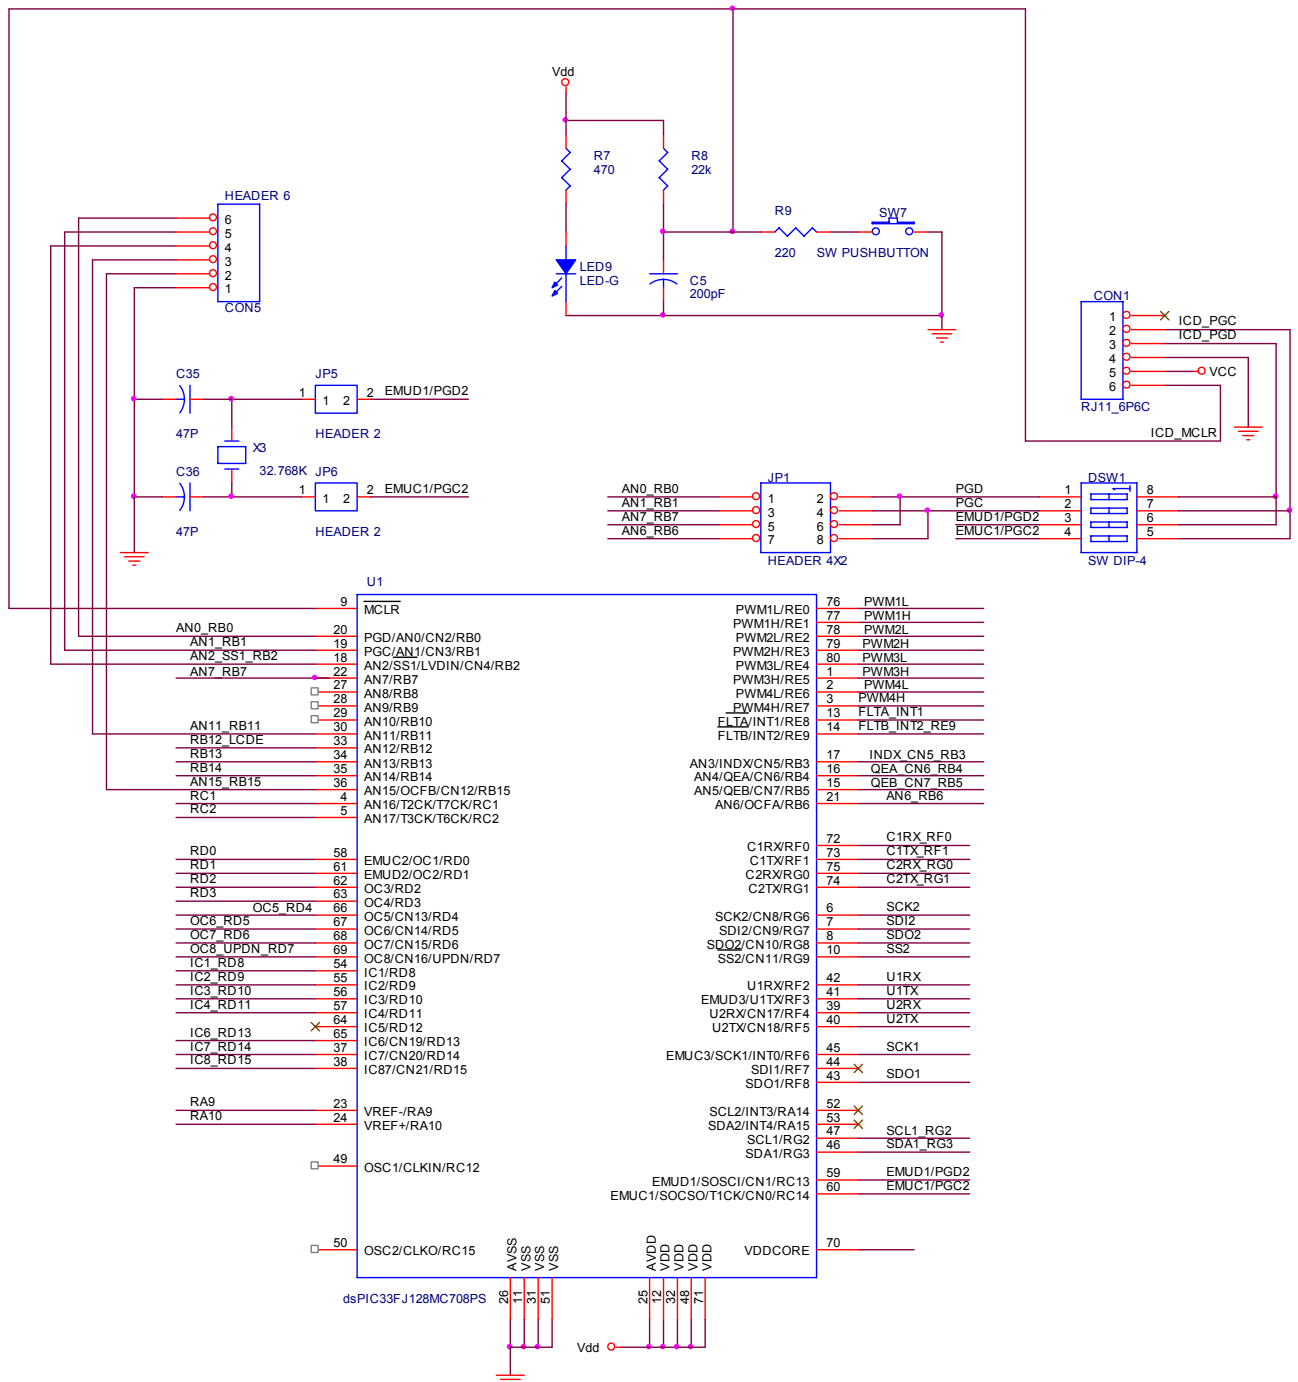 Vdd
R7
470
R8
22k
HEADER 6
6
5
4
3
2
1
CON5
R9
220
SW7
SW PUSHBUTTON
LED9
LED-G
C5
200pF
CON1
1
2
3
4
5
6
ICD_PGC
ICD_PGD
VCC
RJ11_6P6C
ICD_MCLR
C35
47P
JP5
1
1 2
2
EMUD1/PGD2
HEADER 2
X3
32.768K
C36
47P
JP6
1
1 2
2
EMUC1/PGC2
HEADER 2
JP1
AN0_RB0
AN1_RB1
AN7_RB7
AN6_RB6
1 2
3 4
5 6
7 8
HEADER 4X2
PGD
PGC
EMUD1/PGD2
EMUC1/PGC2
DSW1
1 8
2 7
3 6
4 5
SW DIP-4
U1
9 MCLR
AN0_RB0 20 PGD/AN0/CN2/RB0
AN1_RB1 19 PGC/AN1/CN3/RB1
AN2_SS1_RB2 18 AN2/SS1/LVDIN/CN4/RB2
AN7_RB7 22 AN7/RB7
27 AN8/RB8
28 AN9/RB9
29 AN10/RB10
AN11_RB11 30 AN11/RB11
RB12_LCDE 33 AN12/RB12
RB13 34 AN13/RB13
RB14 35 AN14/RB14
AN15_RB15 36 AN15/OCFB/CN12/RB15
RC1 4 AN16/T2CK/T7CK/RC1
RC2 5 AN17/T3CK/T6CK/RC2
RD0 58 EMUC2/OC1/RD0
RD1 61 EMUD2/OC2/RD1
RD2 62 OC3/RD2
RD3 63 OC4/RD3
OC5_RD4 66 OC5/CN13/RD4
OC6_RD5 67 OC6/CN14/RD5
OC7_RD6 68 OC7/CN15/RD6
OC8_UPDN_RD7 69 OC8/CN16/UPDN/RD7
IC1_RD8 54 IC1/RD8
IC2_RD9 55 IC2/RD9
IC3_RD10 56 IC3/RD10
IC4_RD11 57 IC4/RD11
64 IC5/RD12
IC6_RD13 65 IC6/CN19/RD13
IC7_RD14 37 IC7/CN20/RD14
IC8_RD15 38 IC87/CN21/RD15
RA9 23 VREF-/RA9
RA10 24 VREF+/RA10
49 OSC1/CLKIN/RC12
50 OSC2/CLKO/RC15
PWM1L/RE0 76 PWM1L
PWM1H/RE1 77 PWM1H
PWM2L/RE2 78 PWM2L
PWM2H/RE3 79 PWM2H
PWM3L/RE4 80 PWM3L
PWM3H/RE5 1 PWM3H
PWM4L/RE6 2 PWM4L
PWM4H/RE7 3 PWM4H
FLTA/INT1/RE8 13 FLTA_INT1
FLTB/INT2/RE9 14 FLTB_INT2_RE9
AN3/INDX/CN5/RB3 17 INDX_CN5_RB3
AN4/QEA/CN6/RB4 16 QEA_CN6_RB4
AN5/QEB/CN7/RB5 15 QEB_CN7_RB5
AN6/OCFA/RB6 21 AN6_RB6
C1RX/RF0 72 C1RX_RF0
C1TX/RF1 73 C1TX_RF1
C2RX/RG0 75 C2RX_RG0
C2TX/RG1 74 C2TX_RG1
SCK2/CN8/RG6 6 SCK2
SDI2/CN9/RG7 7 SDI2
SDO2/CN10/RG8 8 SDO2
SS2/CN11/RG9 10 SS2
U1RX/RF2 42 U1RX
EMUD3/U1TX/RF3 41 U1TX
U2RX/CN17/RF4 39 U2RX
U2TX/CN18/RF5 40 U2TX
EMUC3/SCK1/INT0/RF6 45 SCK1
SDI1/RF7 44
SDO1/RF8 43 SDO1
SCL2/INT3/RA14 52
SDA2/INT4/RA15 53
SCL1/RG2 47 SCL1_RG2
SDA1/RG3 46 SDA1_RG3
EMUD1/SOSCI/CN1/RC13 59 EMUD1/PGD2
EMUC1/SOCSO/T1CK/CN0/RC14 60 EMUC1/PGC2
VDDCORE 70
AVSS VSS VSS VSS
26 11 31 51
AVDD VDD VDD VDD VDD
25 12 32 48 71
dsPIC33FJ128MC708PS
Vdd